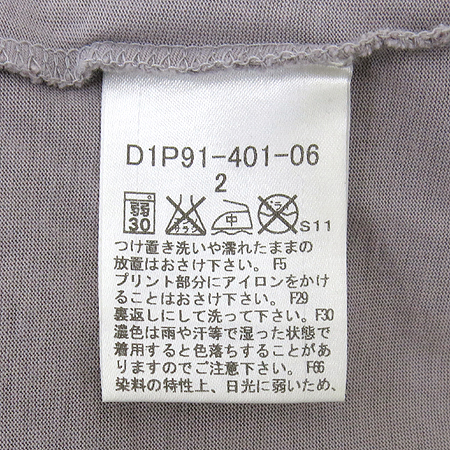 D1P91-401-06
2
弱 30 中 S11
つけ置き洗いや濡れたままの
放置はおさけ下さい。F5
プリント部分にアイロンをかけ
ることはおさけ下さい。F29
裏返しにして洗って下さい。F30
濃色は雨や汗等で湿った状態で
着用すると色落ちすることがあ
りますのでご注意下さい。F66
染料の特性上、日光に弱いため、